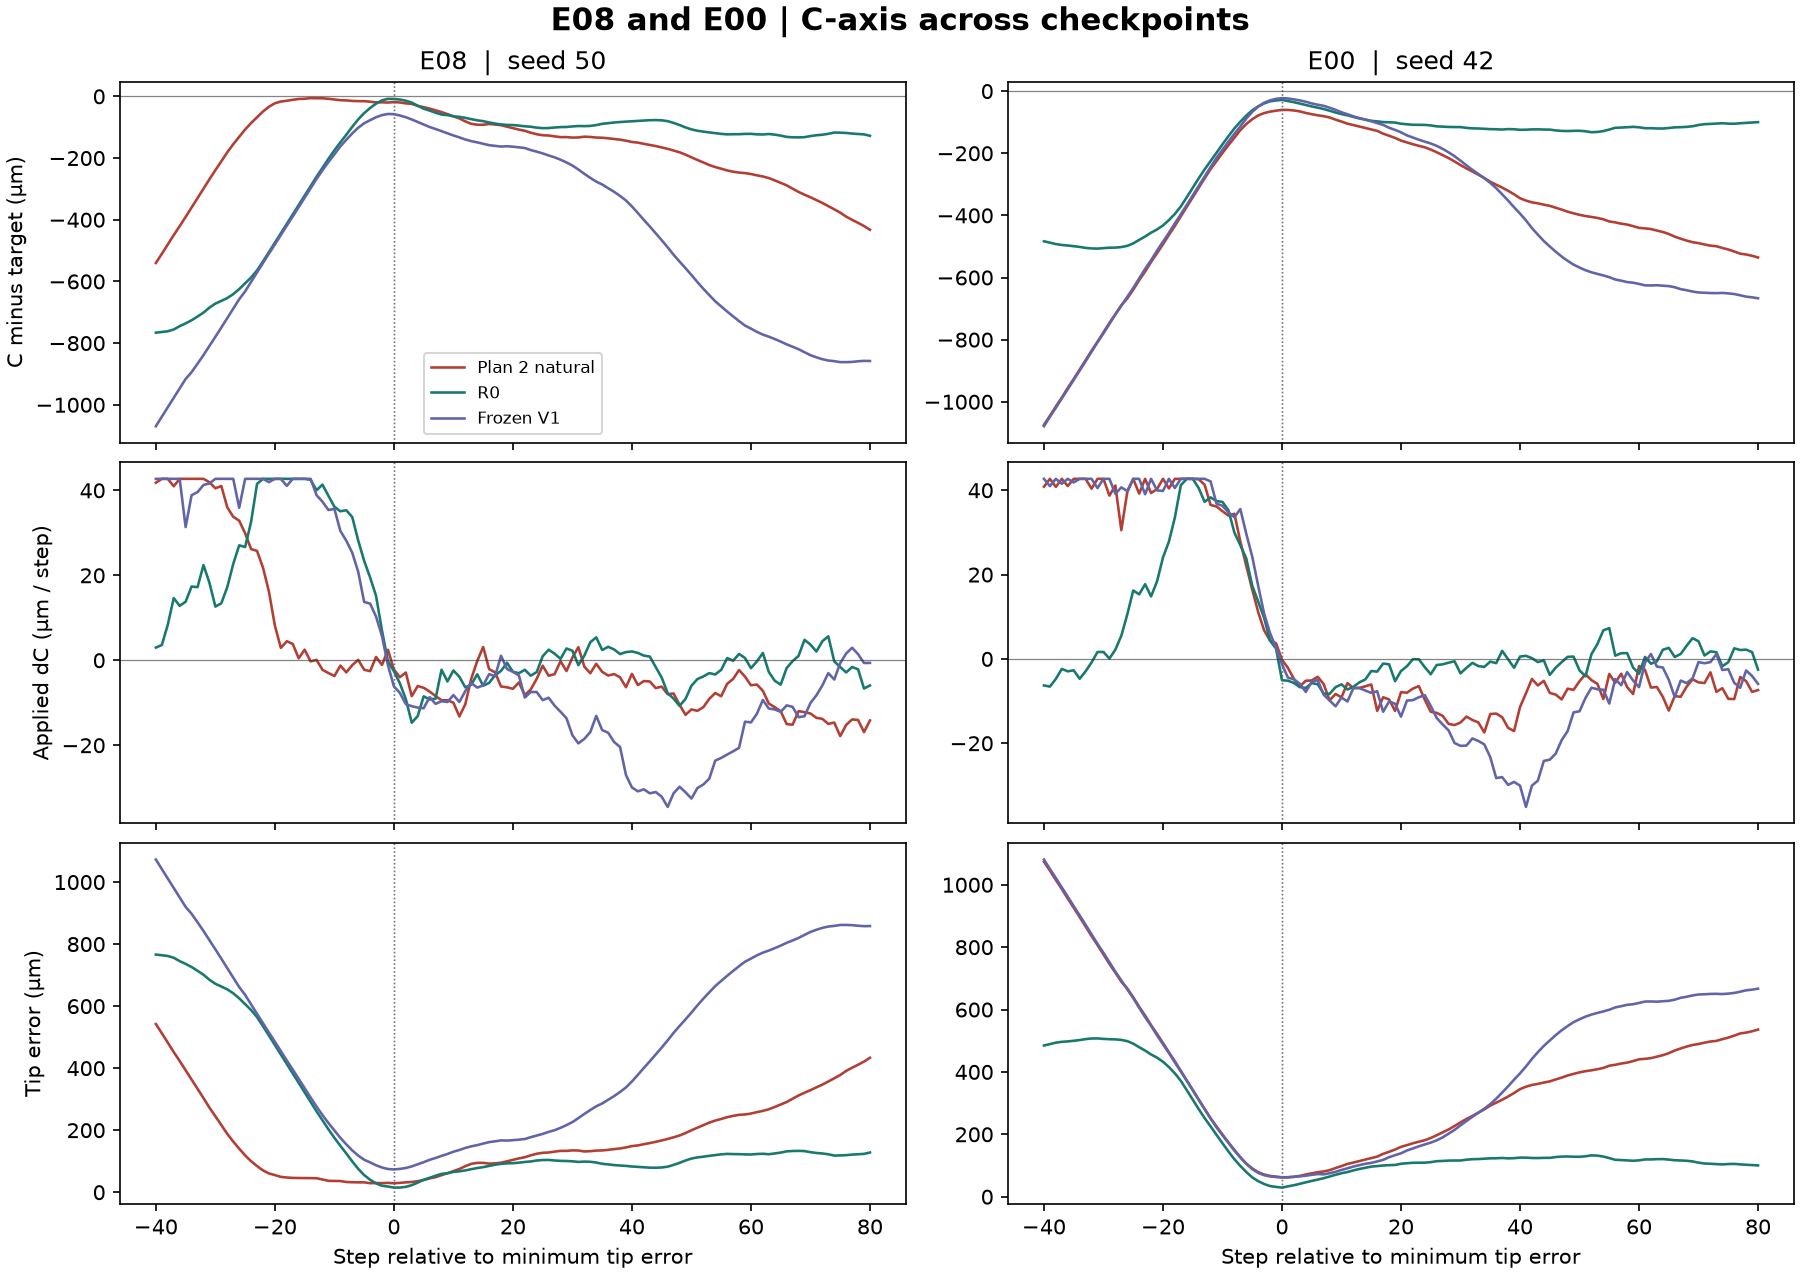 E08 and E00 | C-axis across checkpoints
E08 | seed 50
E00 | seed 42
C minus target (μm)
0
−200
−400
−600
−800
−1000
Plan 2 natural
R0
Frozen V1
0
−200
−400
−600
−800
−1000
Applied dC (μm / step)
40
20
0
−20
40
20
0
−20
Tip error (μm)
1000
800
600
400
200
0
−40 −20 0 20 40 60 80
Step relative to minimum tip error
1000
800
600
400
200
0
−40 −20 0 20 40 60 80
Step relative to minimum tip error